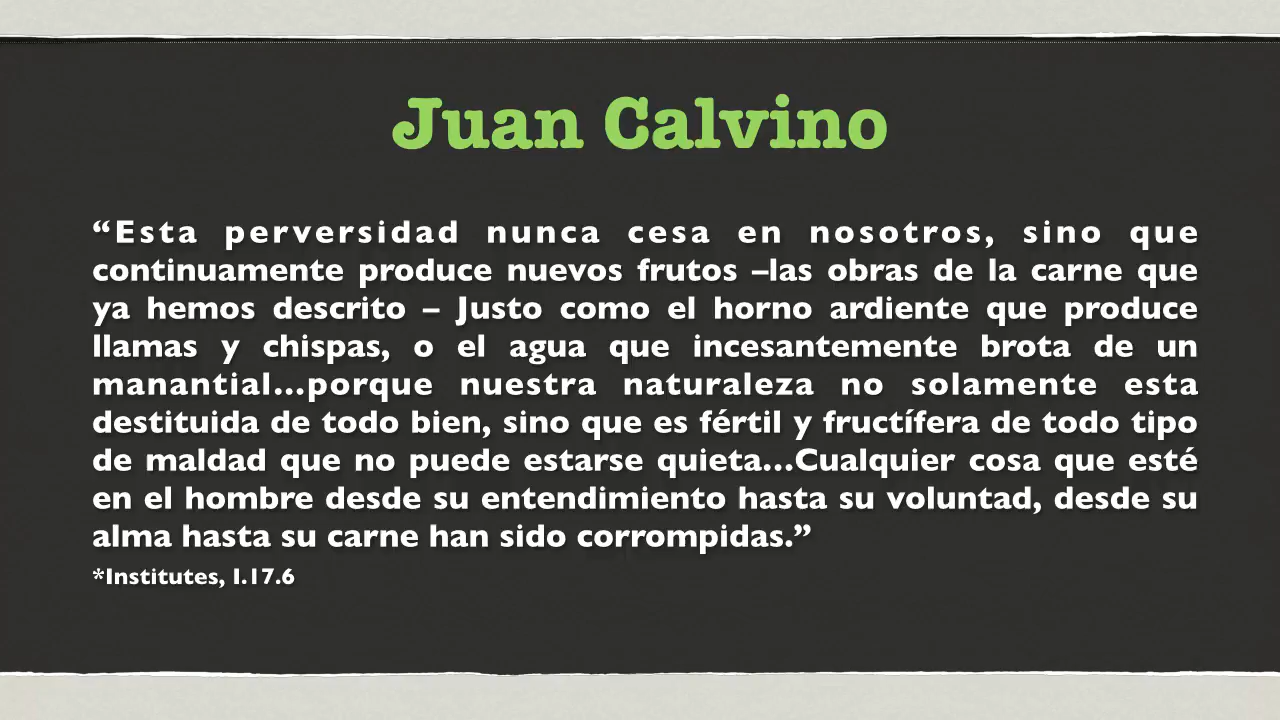 Juan Calvino
“Esta perversidad nunca cesa en nosotros, sino que
continuamente produce nuevos frutos –las obras de la carne que
ya hemos descrito – Justo como el horno ardiente que produce
llamas y chispas, o el agua que incesantemente brota de un
manantial...porque nuestra naturaleza no solamente esta
destituida de todo bien, sino que es fértil y fructífera de todo tipo
de maldad que no puede estarse quieta...Cualquier cosa que esté
en el hombre desde su entendimiento hasta su voluntad, desde su
alma hasta su carne han sido corrompidas.”
*Institutes, I.17.6